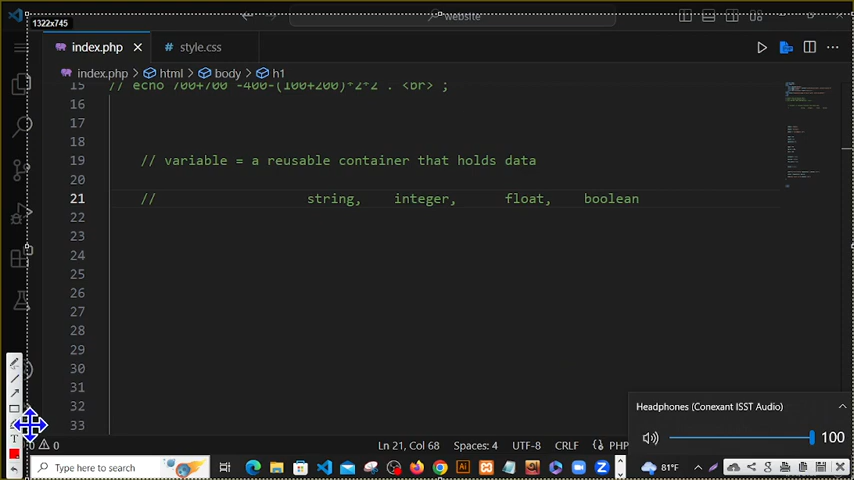 1322x745
website
index.php
style.css
index.php > html > body > h1
15 // echo 700+700 -400-(100+200)*2*2 . <br> ;
16
17
18
19 // variable = a reusable container that holds data
20
21 // string, integer, float, boolean
22
23
24
25
26
27
28
29
30
31
32
33
Headphones (Conexant ISST Audio)
100
0 0
Ln 21, Col 68 Spaces: 4 UTF-8 CRLF PHP
Type here to search
81°F